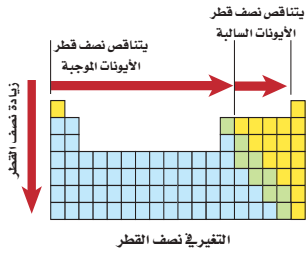 يتناقص نصف قطر
الأيونات السالبة
يتناقص نصف قطر
الأيونات الموجبة
زيادة نصف القطر
التغير في نصف القطر